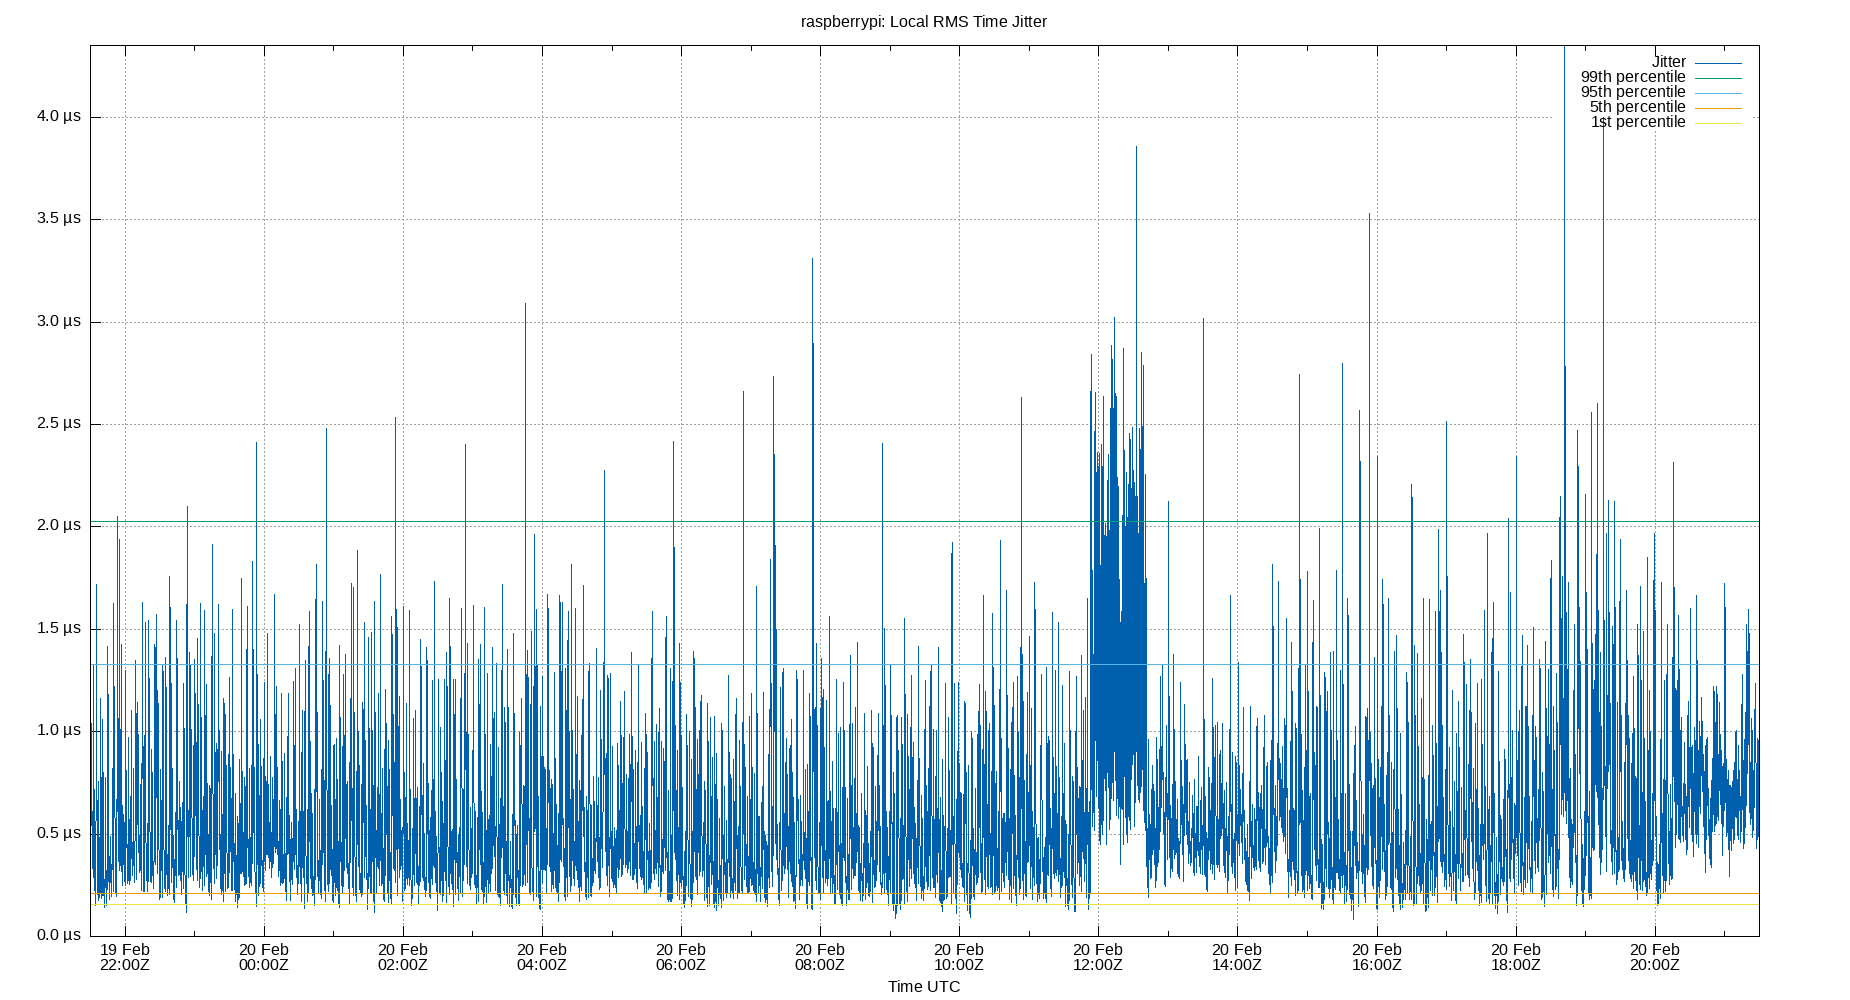 raspberrypi: Local RMS Time Jitter
Jitter
99th percentile
95th percentile
5th percentile
1st percentile
4.0 µs
3.5 µs
3.0 µs
2.5 µs
2.0 µs
1.5 µs
1.0 µs
0.5 µs
0.0 µs
19 Feb 20 Feb 20 Feb 20 Feb 20 Feb 20 Feb 20 Feb 20 Feb 20 Feb 20 Feb 20 Feb 20 Feb
22:00Z 00:00Z 02:00Z 04:00Z 06:00Z 08:00Z 10:00Z 12:00Z 14:00Z 16:00Z 18:00Z 20:00Z
Time UTC